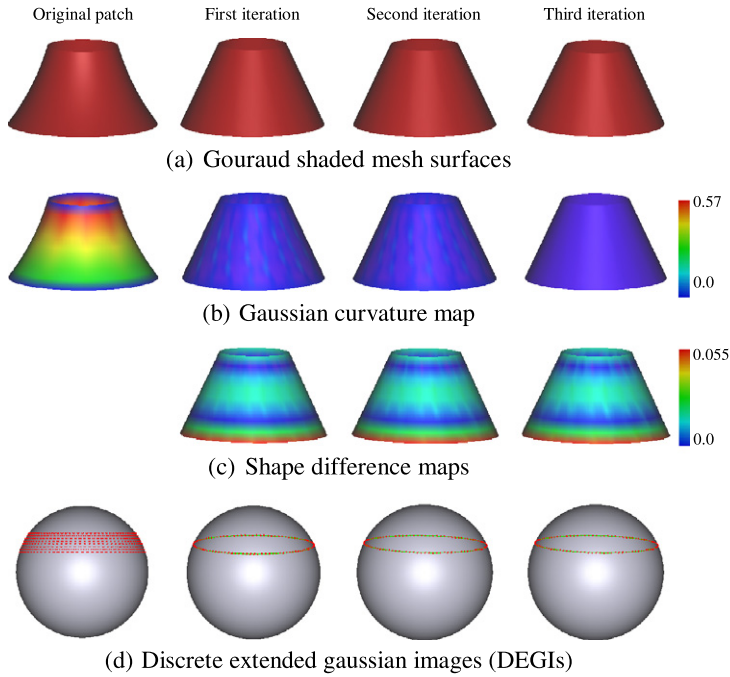 Original patch First iteration Second iteration Third iteration
(a) Gouraud shaded mesh surfaces
0.57
0.0
(b) Gaussian curvature map
0.055
0.0
(c) Shape difference maps
(d) Discrete extended gaussian images (DEGIs)